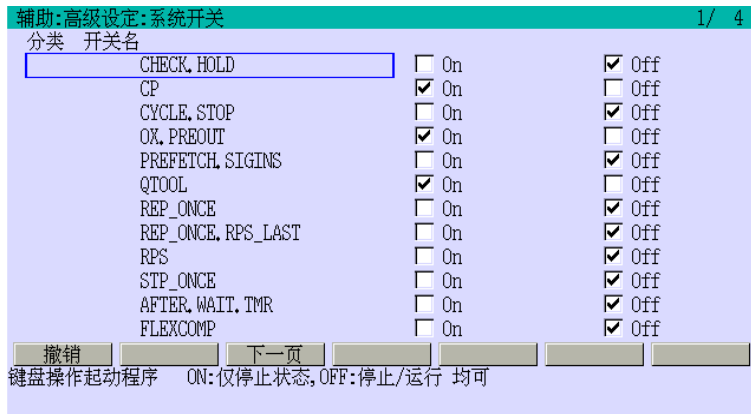 辅助:高级设定:系统开关 1/ 4
分类 开关名
CHECK.HOLD On Off
CP On Off
CYCLE.STOP On Off
OX.PREOUT On Off
PREFETCH.SIGINS On Off
QTOOL On Off
REP_ONCE On Off
REP_ONCE.RPS_LAST On Off
RPS On Off
STP_ONCE On Off
AFTER.WAIT.TMR On Off
FLEXCOMP On Off
撤销 下一页
键盘操作起动程序 ON:仅停止状态,OFF:停止/运行 均可